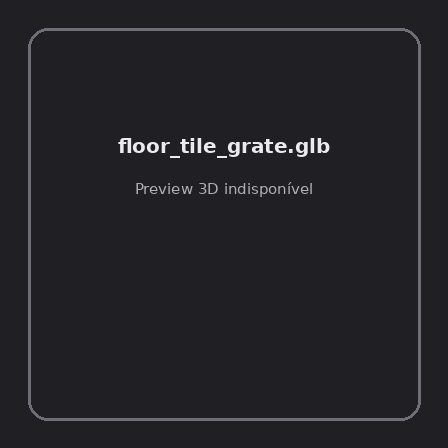 floor_tile_grate.glb
Preview 3D indisponível